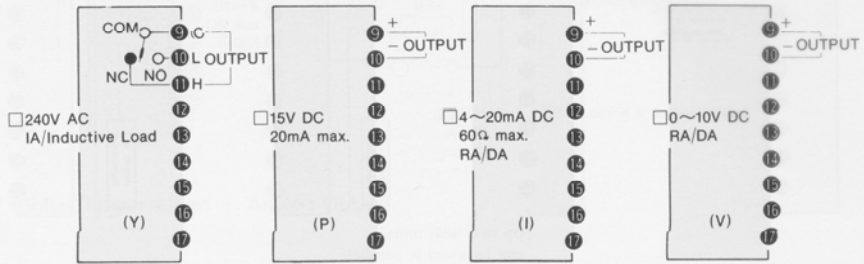 COM 9 C
10 L OUTPUT
NC NO 11 H
12
□240V AC
1A/Inductive Load
13
14
15
16
(Y)
17
+
9
− OUTPUT
10
11
12
□15V DC
20mA max.
13
14
15
16
(P)
17
+
9
− OUTPUT
10
11
12
□4〜20mA DC
60Ω max.
RA/DA
13
14
15
16
(I)
17
+
9
− OUTPUT
10
11
12
□0〜10V DC
RA/DA
13
14
15
16
(V)
17